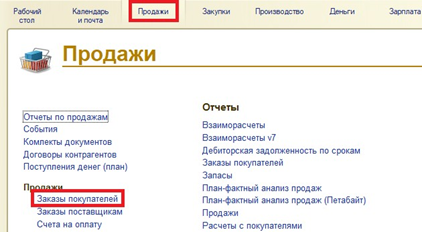 Рабочий стол
Календарь и почта
Продажи
Закупки
Производство
Деньги
Зарплата
Продажи
Отчеты по продажам
События
Комплекты документов
Договоры контрагентов
Поступления денег (план)
Продажи
Заказы покупателей
Заказы поставщикам
Счета на оплату
Отчеты
Взаиморасчеты
Взаиморасчеты v7
Дебиторская задолженность по срокам
Заказы покупателей
Запасы
План-фактный анализ продаж
План-фактный анализ продаж (Петабайт)
Продажи
Расчеты с покупателями